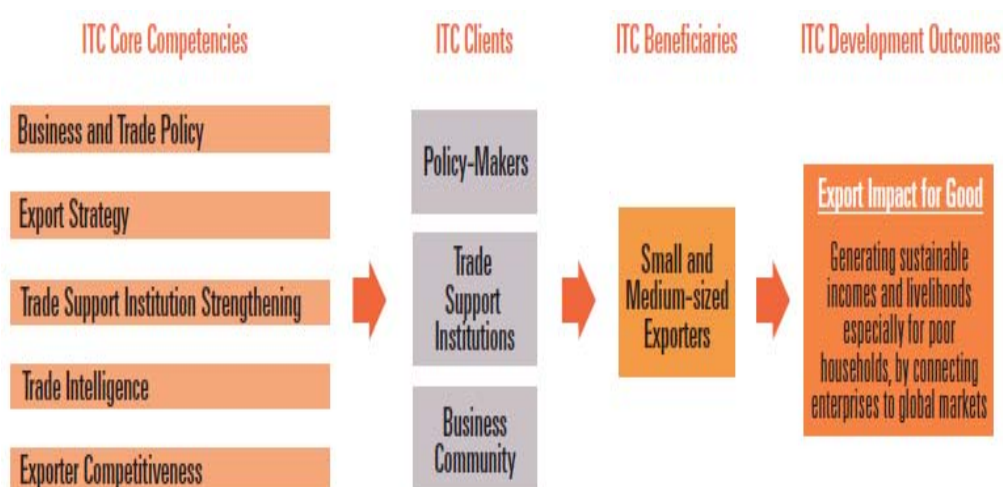 ITC Core Competencies
ITC Clients
ITC Beneficiaries
ITC Development Outcomes
Business and Trade Policy
Export Strategy
Trade Support Institution Strengthening
Trade Intelligence
Exporter Competitiveness
Policy-Makers
Trade
Support
Institutions
Business
Community
Small and
Medium-sized
Exporters
Export Impact for Good
Generating sustainable
incomes and livelihoods
especially for poor
households, by connecting
enterprises to global markets